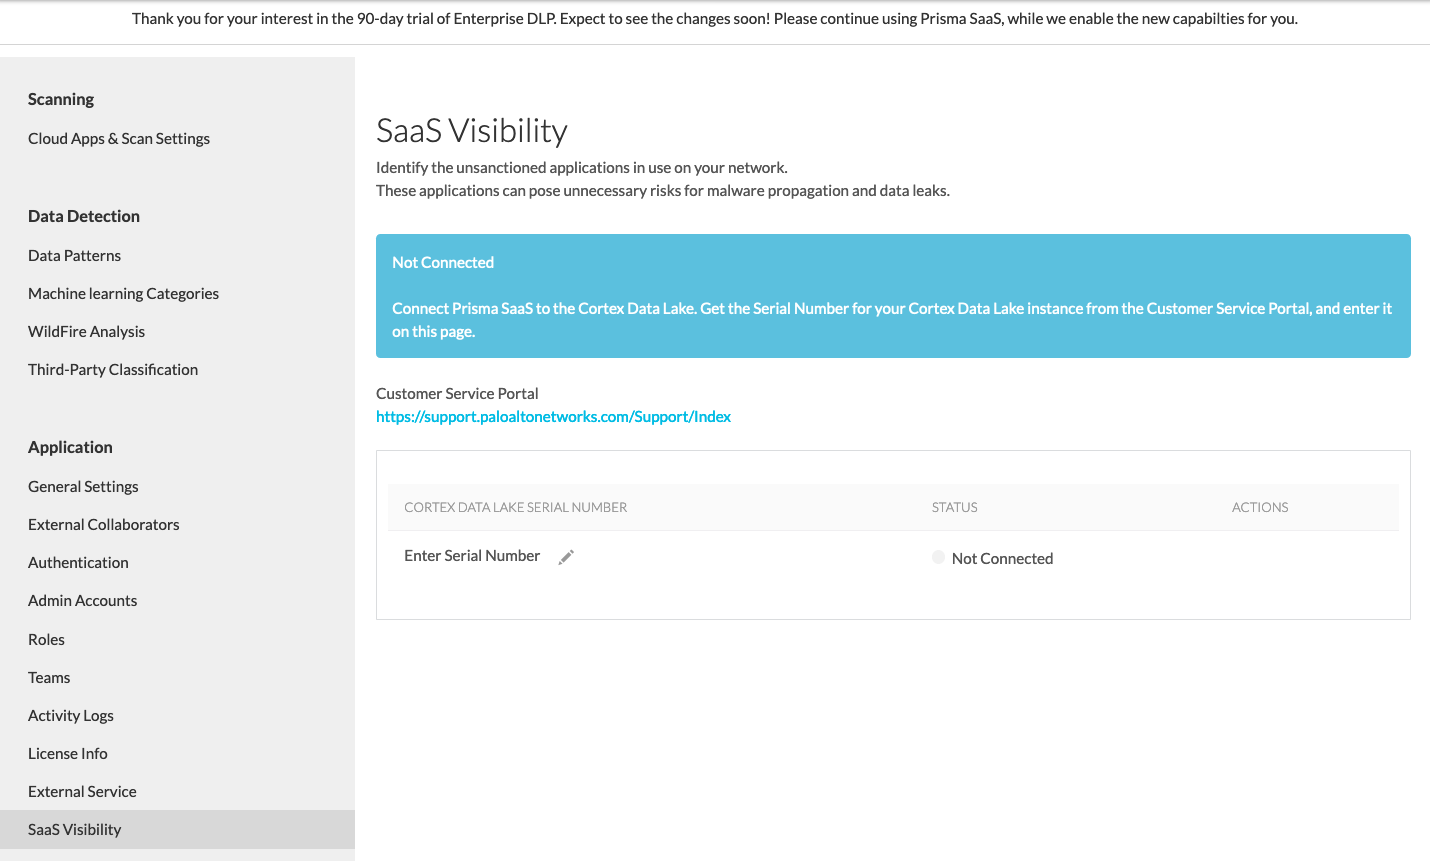 Thank you for your interest in the 90-day trial of Enterprise DLP. Expect to see the changes soon! Please continue using Prisma SaaS, while we enable the new capabilties for you.
Scanning
Cloud Apps & Scan Settings
Data Detection
Data Patterns
Machine learning Categories
WildFire Analysis
Third-Party Classification
Application
General Settings
External Collaborators
Authentication
Admin Accounts
Roles
Teams
Activity Logs
License Info
External Service
SaaS Visibility
SaaS Visibility
Identify the unsanctioned applications in use on your network.
These applications can pose unnecessary risks for malware propagation and data leaks.
Not Connected
Connect Prisma SaaS to the Cortex Data Lake. Get the Serial Number for your Cortex Data Lake instance from the Customer Service Portal, and enter it
on this page.
Customer Service Portal
https://support.paloaltonetworks.com/Support/Index
CORTEX DATA LAKE SERIAL NUMBER STATUS ACTIONS
Enter Serial Number Not Connected